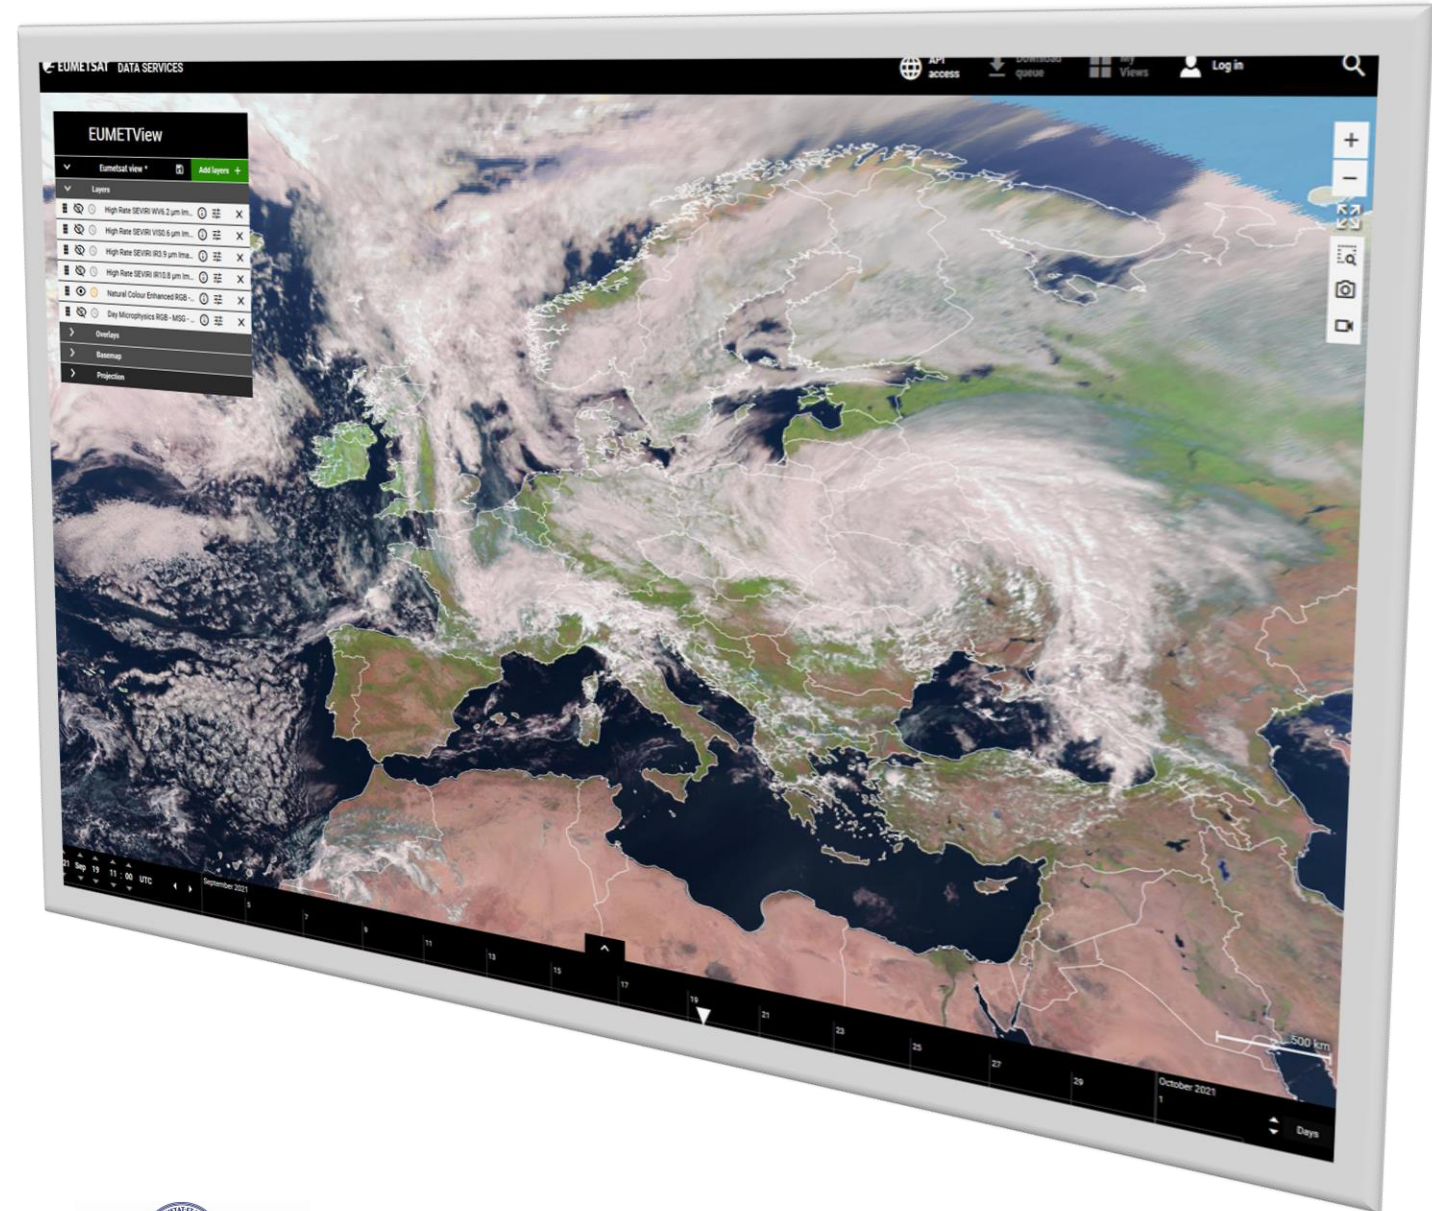 EUMETSAT DATA SERVICES
API access
Download queue
My Views
Log in
EUMETView
Eumetsat view *
Add layers +
Layers
High Rate SEVIRI WV6.2 µm Im...
High Rate SEVIRI VIS0.6 µm Im...
High Rate SEVIRI IR3.9 µm Ima...
High Rate SEVIRI IR10.8 µm Im...
Natural Colour Enhanced RGB -...
Day Microphysics RGB - MSG -...
Overlays
Basemap
Projection
21 Sep 19 11 : 00 UTC
September 2021
5
7
9
11
13
15
17
19
21
23
25
27
29
October 2021
1
500 km
Days